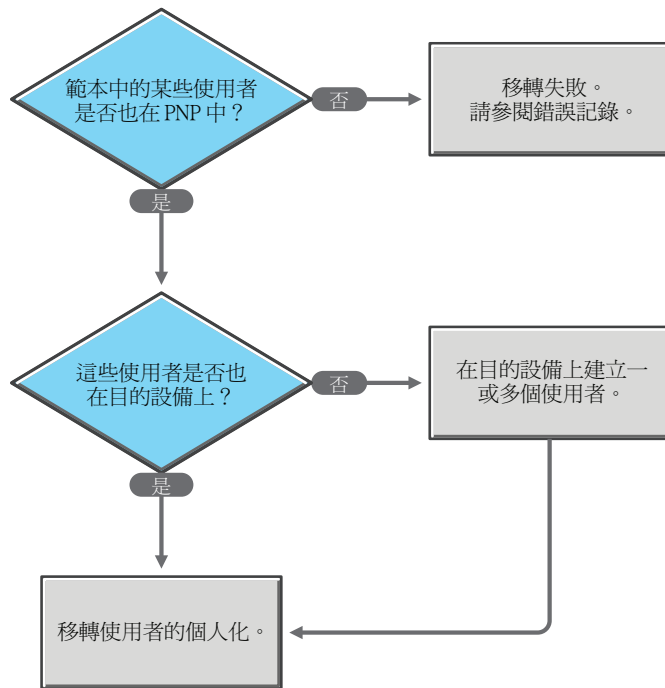 範本中的某些使用者
是否也在 PNP 中？
否
移轉失敗。
請參閱錯誤記錄。
是
這些使用者是否也
在目的設備上？
否
在目的設備上建立一
或多個使用者。
是
移轉使用者的個人化。